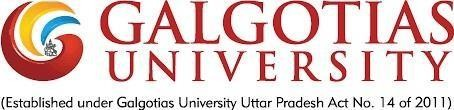 GALGOTIAS
UNIVERSITY
(Established under Galgotias University Uttar Pradesh Act No. 14 of 2011)